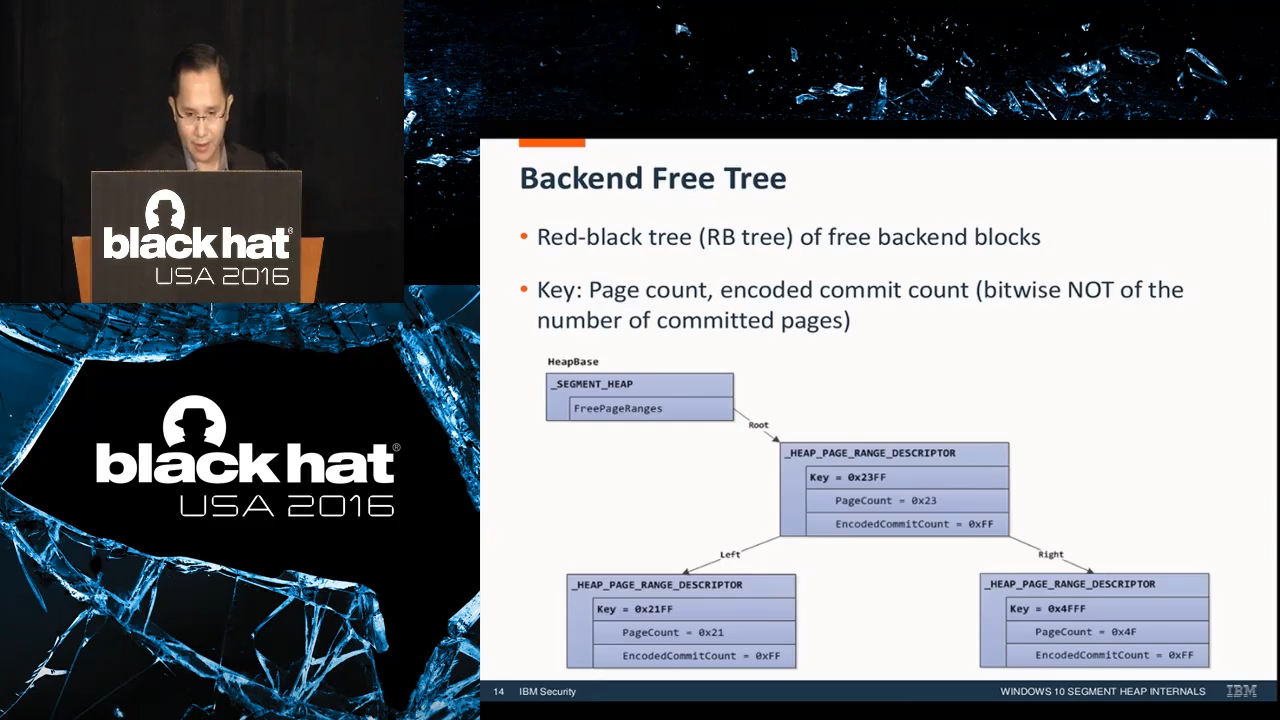 black hat®
USA 2016
black hat®
USA 2016
Backend Free Tree
• Red-black tree (RB tree) of free backend blocks
• Key: Page count, encoded commit count (bitwise NOT of the
number of committed pages)
HeapBase
_SEGMENT_HEAP
FreePageRanges
Root
_HEAP_PAGE_RANGE_DESCRIPTOR
Key = 0x23FF
PageCount = 0x23
EncodedCommitCount = 0xFF
Left
Right
_HEAP_PAGE_RANGE_DESCRIPTOR
Key = 0x21FF
PageCount = 0x21
EncodedCommitCount = 0xFF
_HEAP_PAGE_RANGE_DESCRIPTOR
Key = 0x4FFF
PageCount = 0x4F
EncodedCommitCount = 0xFF
14 IBM Security WINDOWS 10 SEGMENT HEAP INTERNALS IBM